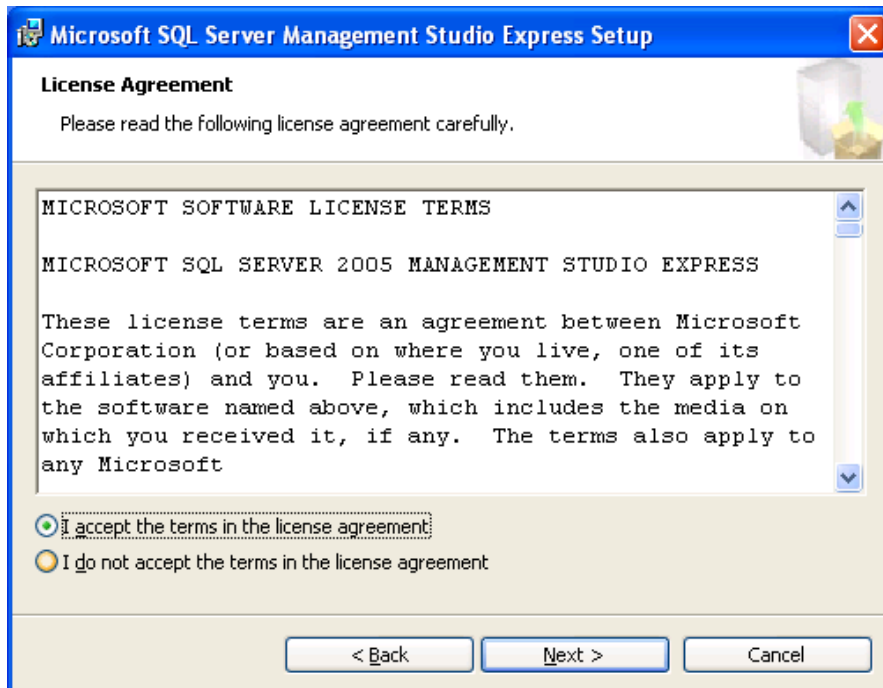 Microsoft SQL Server Management Studio Express Setup
License Agreement
Please read the following license agreement carefully.
MICROSOFT SOFTWARE LICENSE TERMS
MICROSOFT SQL SERVER 2005 MANAGEMENT STUDIO EXPRESS
These license terms are an agreement between Microsoft
Corporation (or based on where you live, one of its
affiliates) and you.  Please read them.  They apply to
the software named above, which includes the media on
which you received it, if any.  The terms also apply to
any Microsoft
I accept the terms in the license agreement
I do not accept the terms in the license agreement
< Back
Next >
Cancel